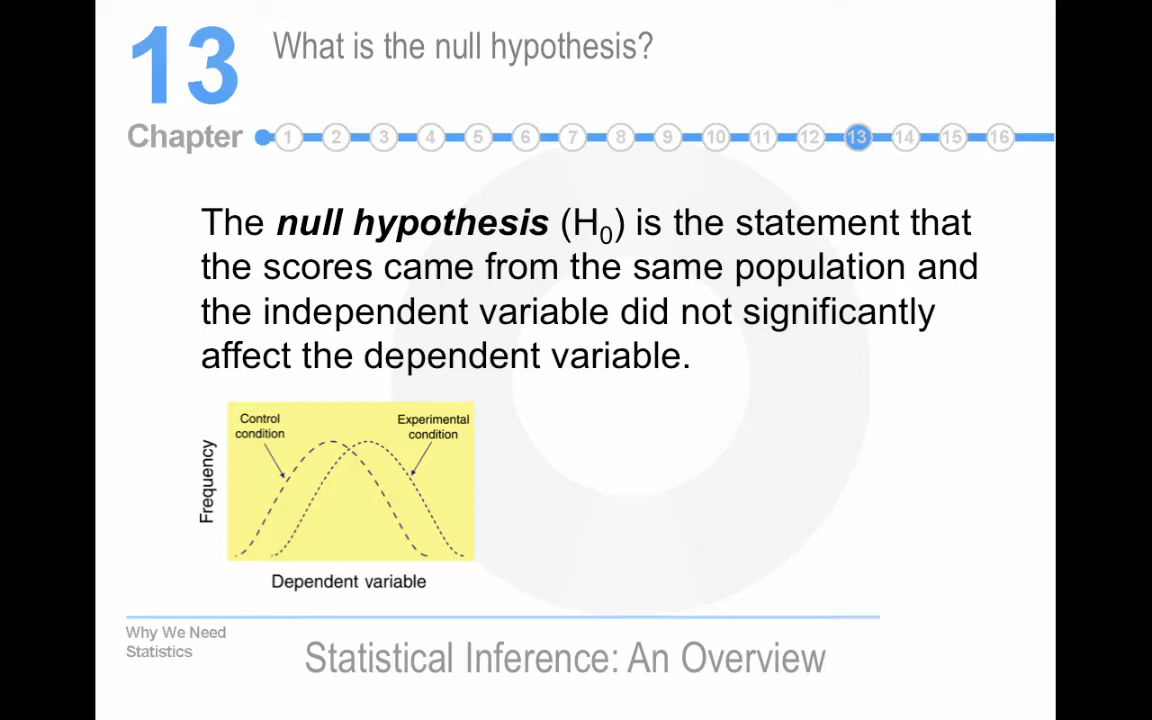 13
What is the null hypothesis?
Chapter
1 2 3 4 5 6 7 8 9 10 11 12 13 14 15 16
The null hypothesis (H0) is the statement that
the scores came from the same population and
the independent variable did not significantly
affect the dependent variable.
Control
condition
Experimental
condition
Frequency
Dependent variable
Why We Need
Statistics
Statistical Inference: An Overview